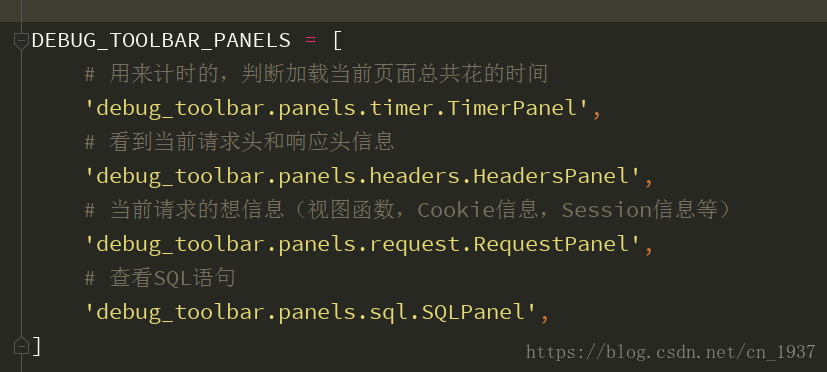 DEBUG_TOOLBAR_PANELS = [
# 用来计时的，判断加载当前页面总共花的时间
'debug_toolbar.panels.timer.TimerPanel',
# 看到当前请求头和响应头信息
'debug_toolbar.panels.headers.HeadersPanel',
# 当前请求的想信息（视图函数，Cookie信息，Session信息等）
'debug_toolbar.panels.request.RequestPanel',
# 查看SQL语句
'debug_toolbar.panels.sql.SQLPanel',
]
https://blog.csdn.net/cn_1937